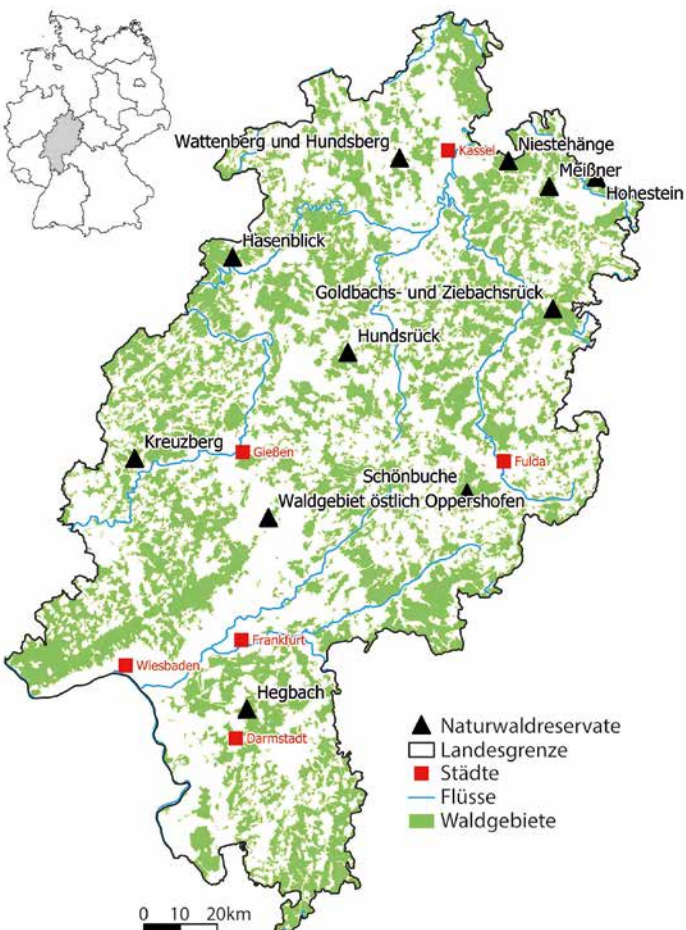 Wattenberg und Hundsberg
Kassel
Niestehänge
Meißner
Hohestein
Hasenblick
Goldbachs- und Ziebachsrück
Hundsrück
Kreuzberg
Gießen
Schönbuche
Fulda
Waldgebiet östlich Oppershofen
Frankfurt
Wiesbaden
Hegbach
Darmstadt
Naturwaldreservate
Landesgrenze
Städte
Flüsse
Waldgebiete
0 10 20km